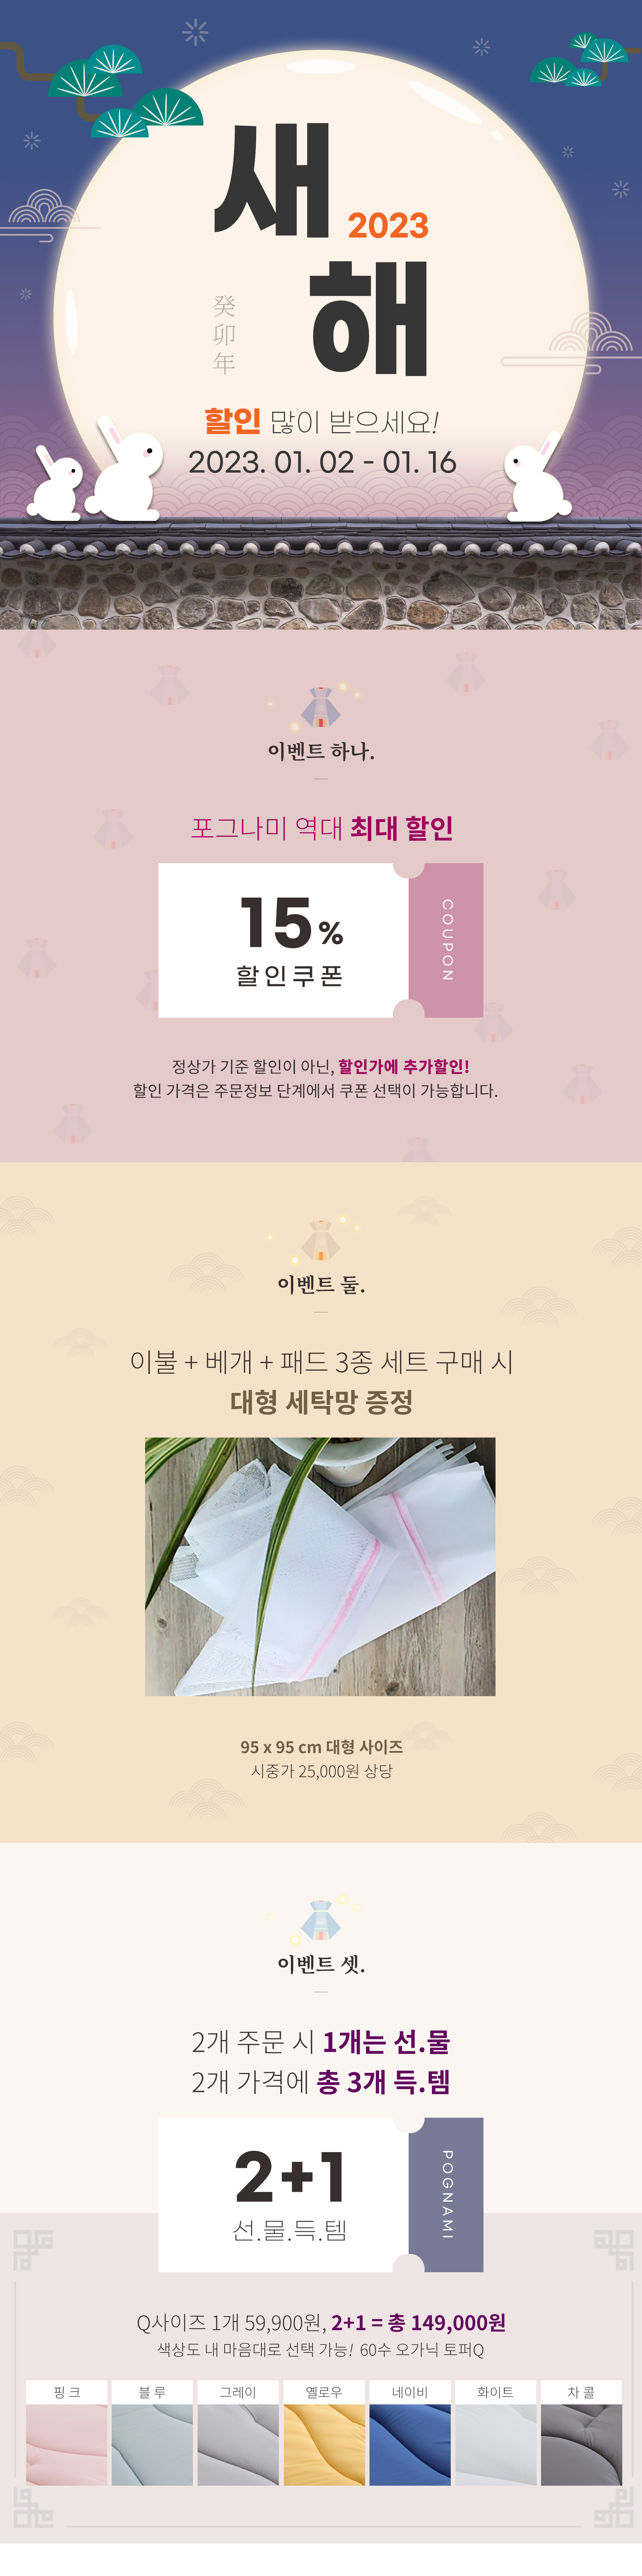 새
2023
해
癸卯年
할인 많이 받으세요!
2023. 01. 02 - 01. 16
이벤트 하나.
포그나미 역대 최대 할인
15%
할인쿠폰
COUPON
정상가 기준 할인이 아닌, 할인가에 추가할인!
할인 가격은 주문정보 단계에서 쿠폰 선택이 가능합니다.
이벤트 둘.
이불 + 베개 + 패드 3종 세트 구매 시
대형 세탁망 증정
95 x 95 cm 대형 사이즈
시중가 25,000원 상당
이벤트 셋.
2개 주문 시 1개는 선.물
2개 가격에 총 3개 득.템
2+1
선.물.득.템
POGNAMI
Q사이즈 1개 59,900원, 2+1 = 총 149,000원
색상도 내 마음대로 선택 가능! 60수 오가닉 토퍼Q
핑 크 블 루 그레이 옐로우 네이비 화이트 차 콜